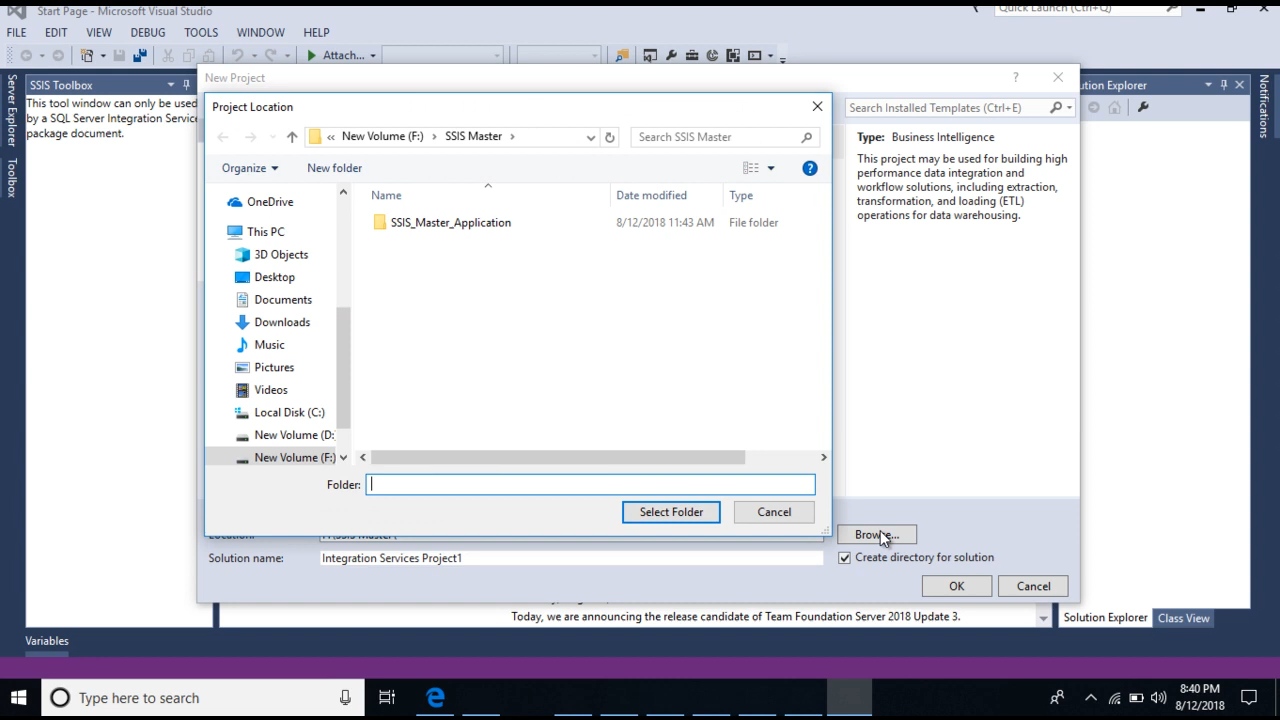 Start Page - Microsoft Visual Studio
Quick Launch (Ctrl+Q)
FILE EDIT VIEW DEBUG TOOLS WINDOW HELP
Attach...
SSIS Toolbox
This tool window can only be used
by a SQL Server Integration Service
package document.
Server Explorer
Toolbox
New Project
?
Project Location
« New Volume (F:) SSIS Master
Search SSIS Master
Organize New folder
?
OneDrive
This PC
3D Objects
Desktop
Documents
Downloads
Music
Pictures
Videos
Local Disk (C:)
New Volume (D:
New Volume (F:)
Name Date modified Type
SSIS_Master_Application 8/12/2018 11:43 AM File folder
Folder:
Select Folder Cancel
Search Installed Templates (Ctrl+E)
Type: Business Intelligence
This project may be used for building high
performance data integration and
workflow solutions, including extraction,
transformation, and loading (ETL)
operations for data warehousing.
Location: F:\SSIS Master\
Browse...
Solution name: Integration Services Project1
Create directory for solution
OK Cancel
Today, we are announcing the release candidate of Team Foundation Server 2018 Update 3.
ution Explorer
Notifications
Solution Explorer Class View
Variables
Type here to search
8:40 PM
8/12/2018